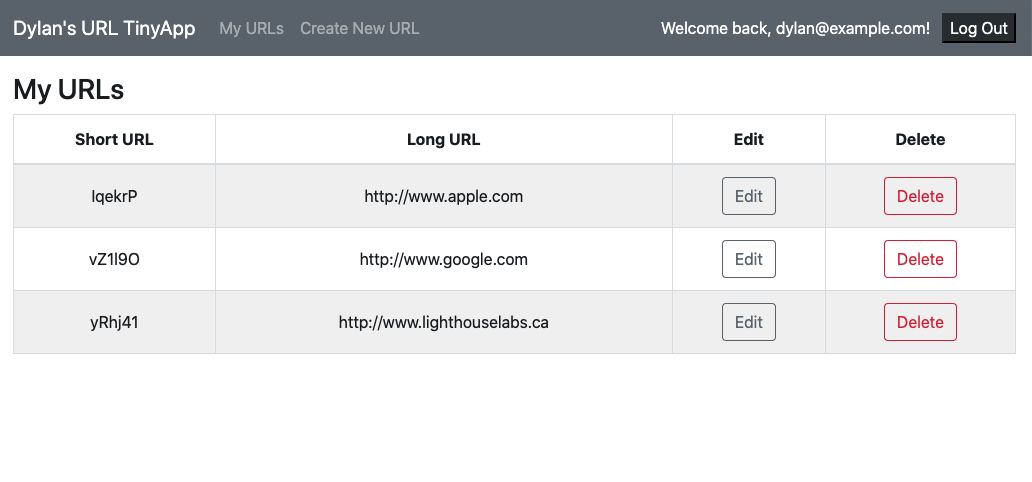 Dylan's URL TinyApp My URLs Create New URL Welcome back, dylan@example.com! Log Out
My URLs
Short URL Long URL Edit Delete
lqekrP http://www.apple.com Edit Delete
vZ1l9O http://www.google.com Edit Delete
yRhj41 http://www.lighthouselabs.ca Edit Delete